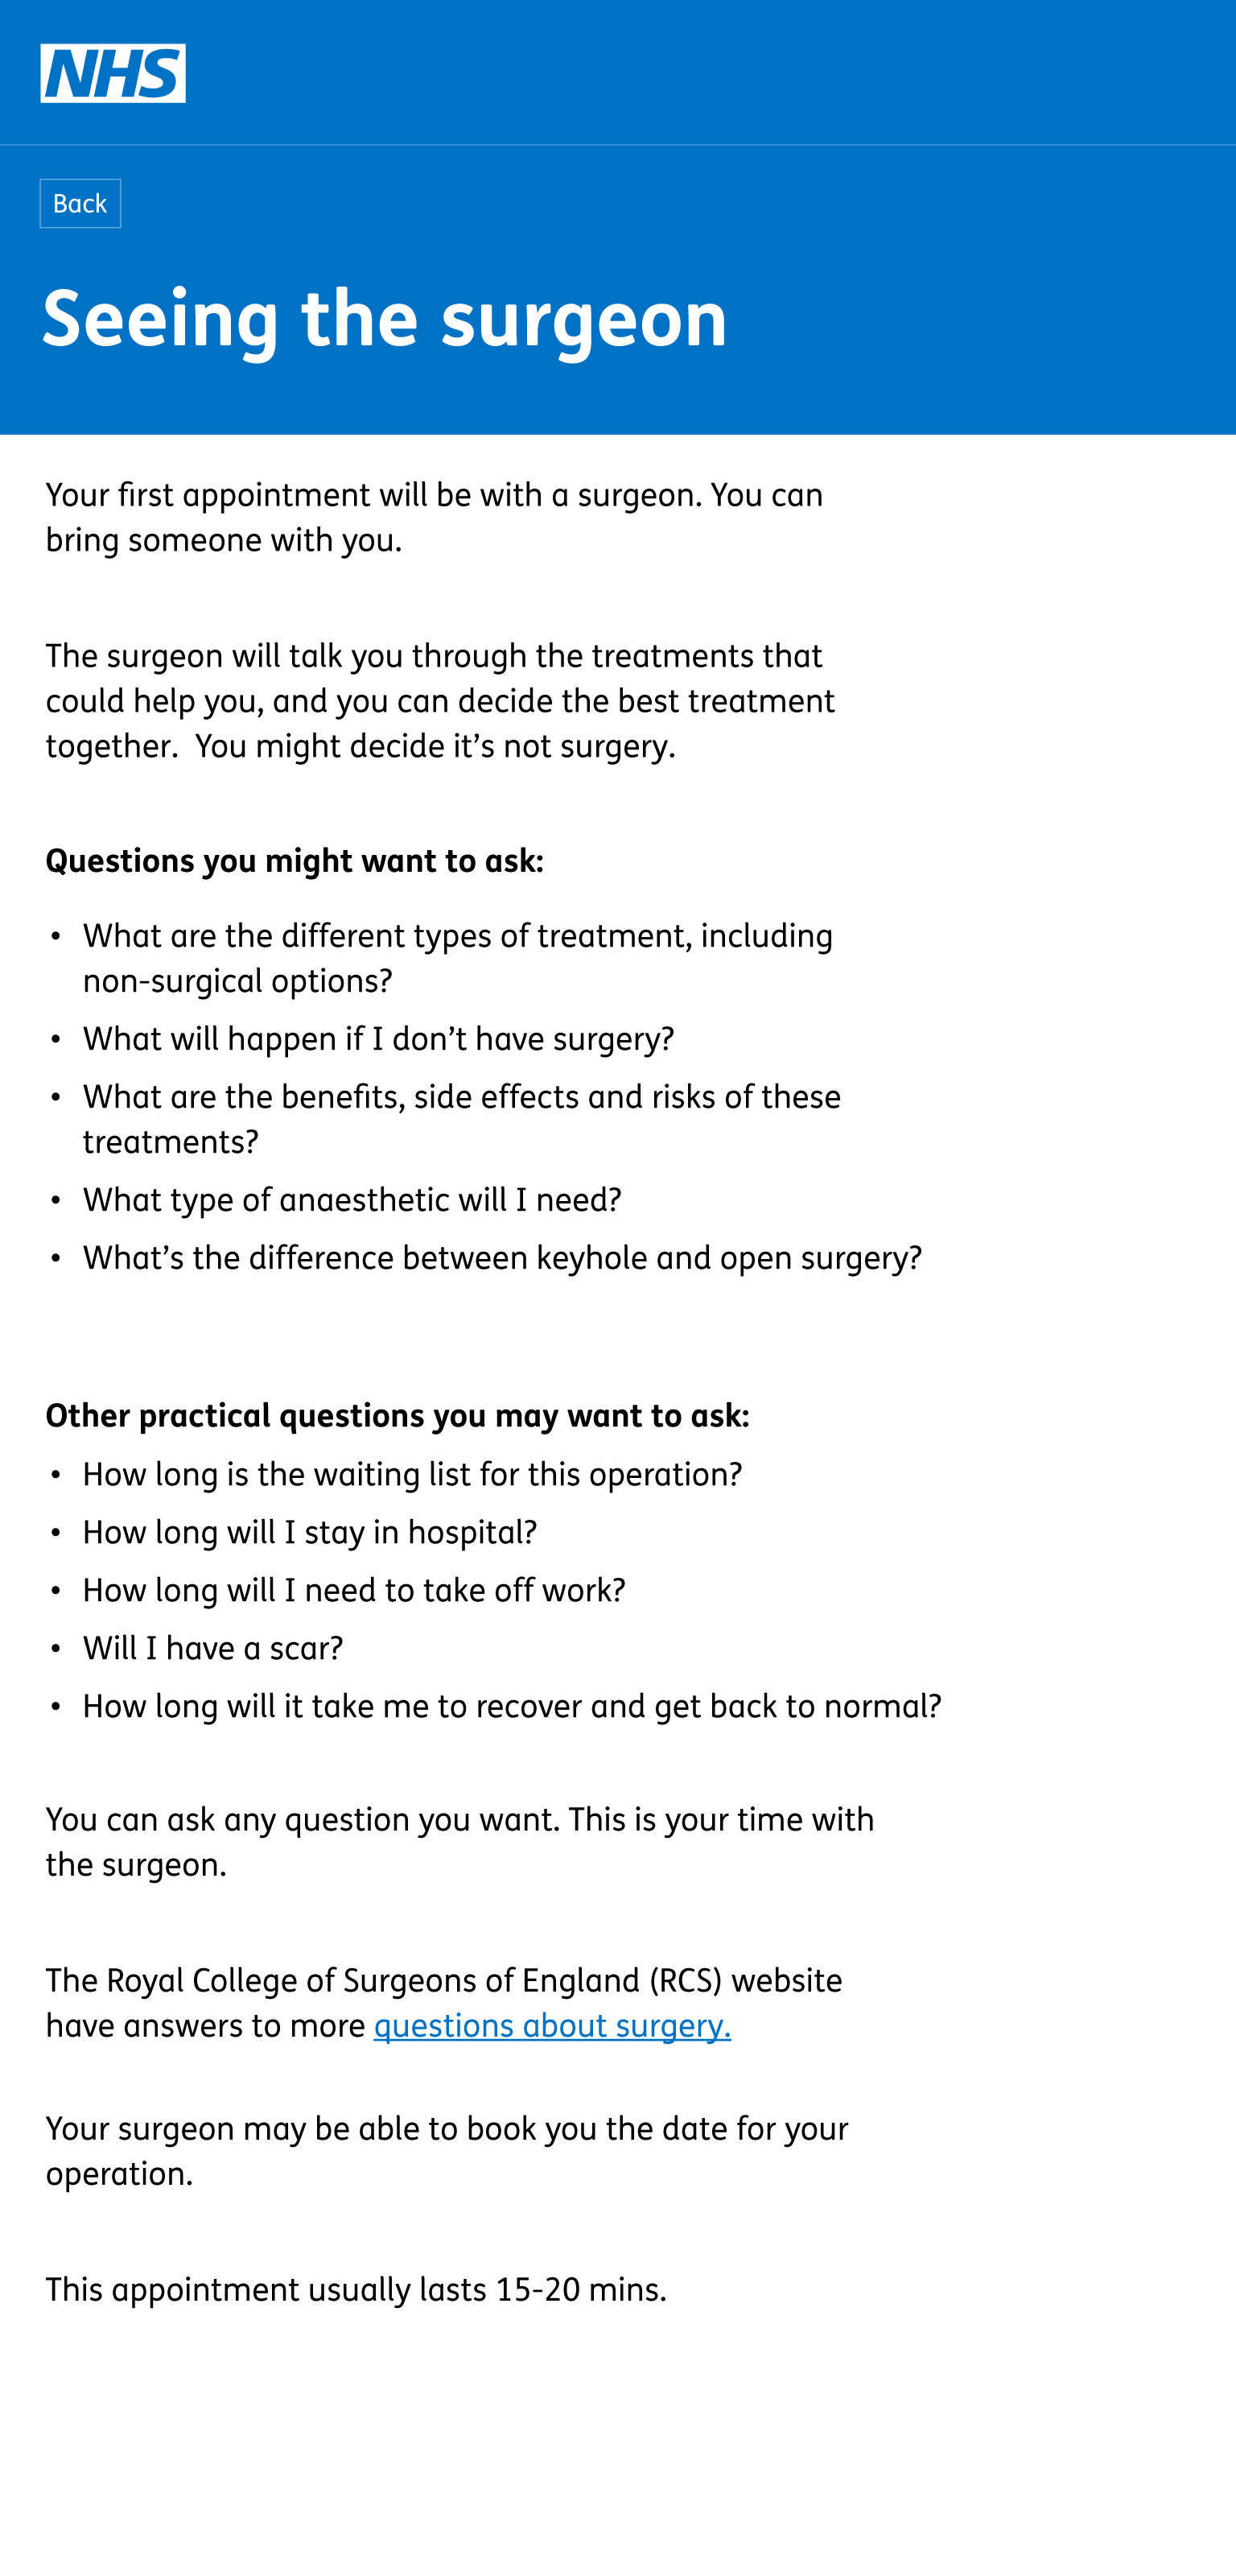 NHS
Back
Seeing the surgeon
Your first appointment will be with a surgeon. You can
bring someone with you.
The surgeon will talk you through the treatments that
could help you, and you can decide the best treatment
together.  You might decide it’s not surgery.
Questions you might want to ask:
• What are the different types of treatment, including
non-surgical options?
• What will happen if I don’t have surgery?
• What are the benefits, side effects and risks of these
treatments?
• What type of anaesthetic will I need?
• What’s the difference between keyhole and open surgery?
Other practical questions you may want to ask:
• How long is the waiting list for this operation?
• How long will I stay in hospital?
• How long will I need to take off work?
• Will I have a scar?
• How long will it take me to recover and get back to normal?
You can ask any question you want. This is your time with
the surgeon.
The Royal College of Surgeons of England (RCS) website
have answers to more questions about surgery.
Your surgeon may be able to book you the date for your
operation.
This appointment usually lasts 15-20 mins.